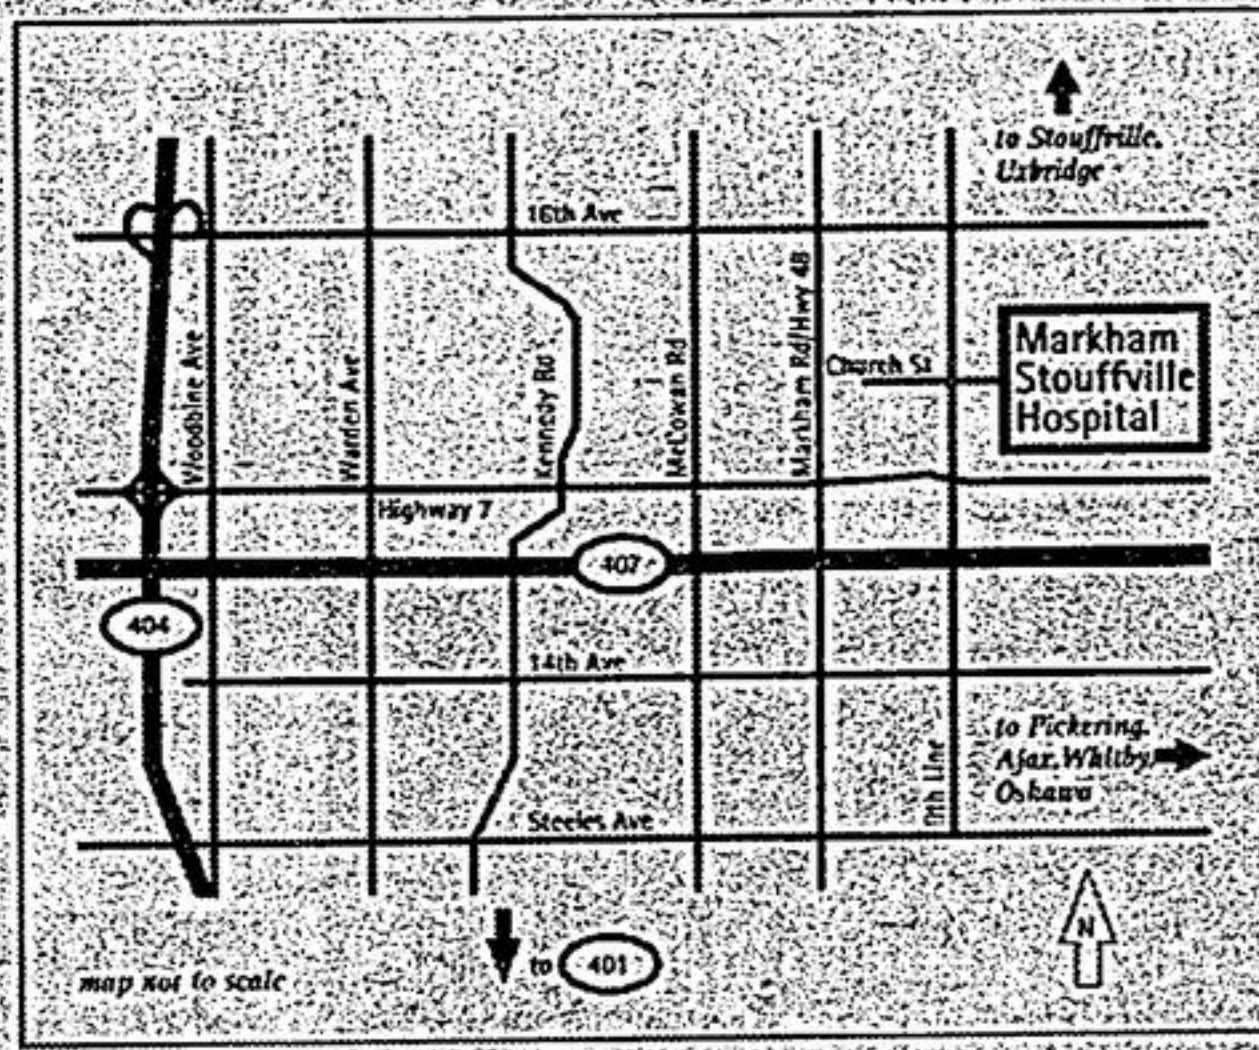 to Stouffville,
Uxbridge
16th Ave
Woodbine Ave
Warden Ave
Kennedy Rd
McCowan Rd
Markham Rd/Hwy 48
Church St
Markham
Stouffville
Hospital
Highway 7
407
404
14th Ave
9th Line
to Pickering,
Ajax, Whitby,
Oshawa
Steeles Ave
N
to 401
map not to scale